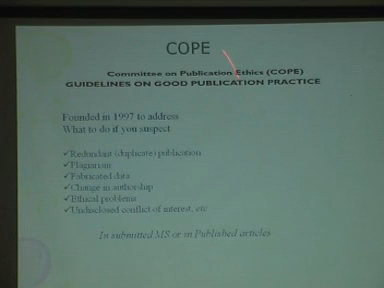 COPE
Committee on Publication Ethics (COPE)
GUIDELINES ON GOOD PUBLICATION PRACTICE
Founded in 1997 to address
What to do if you suspect
✓Redundant (duplicate) publication
✓Plagiarism
✓Fabricated data
✓Change in authorship
✓Ethical problems
✓Undisclosed conflict of interest, etc
In submitted MS or in Published articles